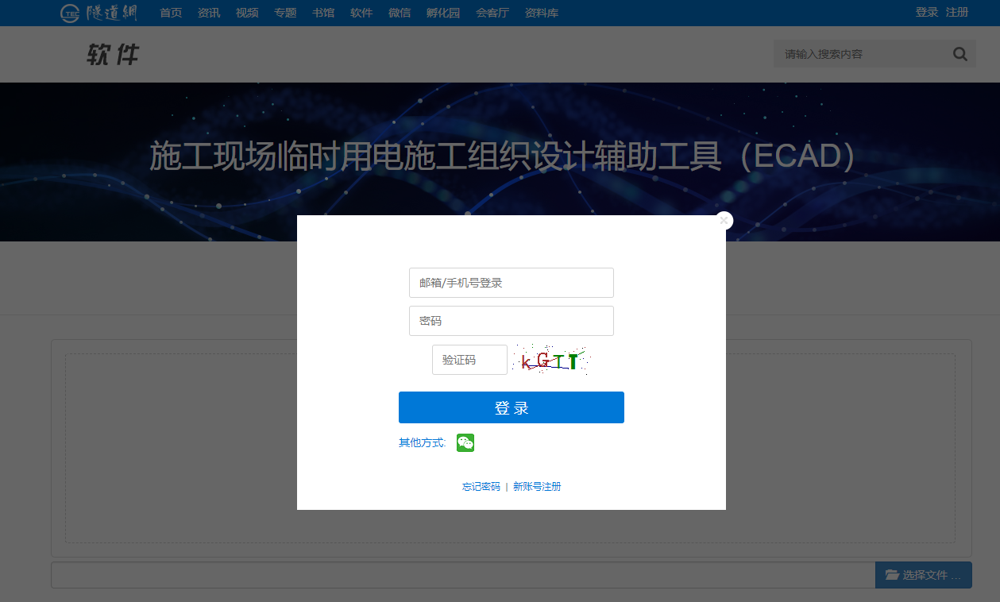 TEC 隧道網 首页 资讯 视频 专题 书馆 软件 微信 孵化园 会客厅 资料库 登录 注册
软件 请输入搜索内容
施工现场临时用电施工组织设计辅助工具（ECAD）
邮箱/手机号登录
密码
验证码 kGTT
登 录
其他方式:
忘记密码 | 新账号注册
选择文件 ...